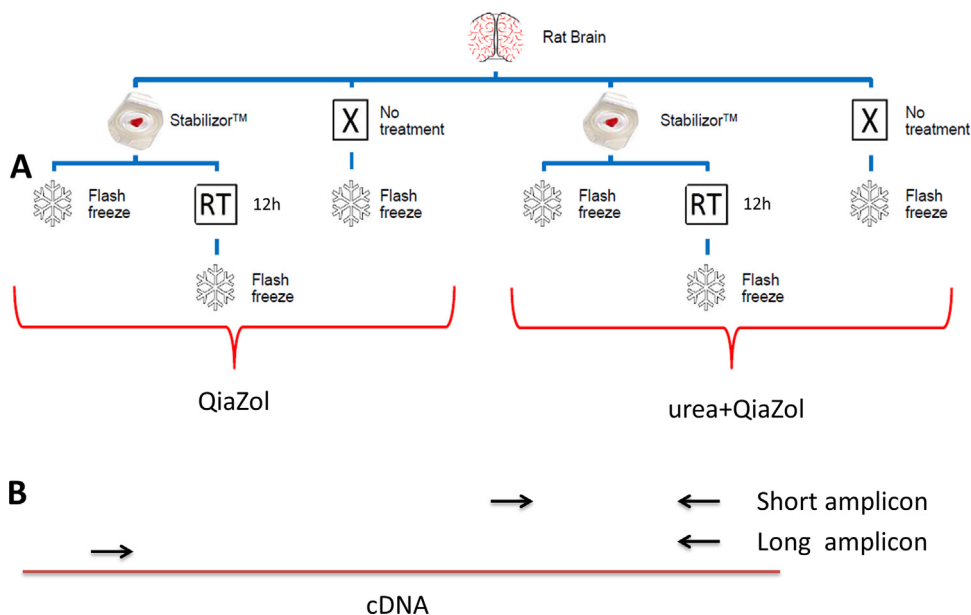 Rat Brain
Stabilizor™
No
treatment
Stabilizor™
No
treatment
A
Flash
freeze
RT
12h
Flash
freeze
Flash
freeze
RT
12h
Flash
freeze
Flash
freeze
Flash
freeze
QiaZol
urea+QiaZol
B
Short amplicon
Long amplicon
cDNA
X
X